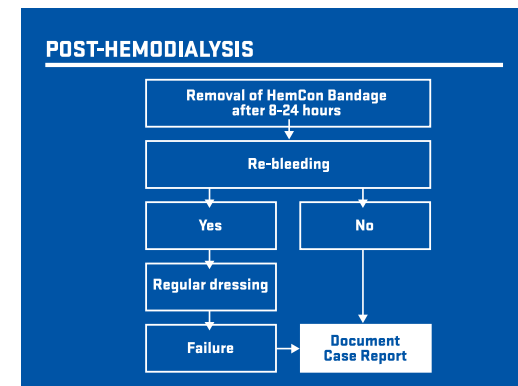 POST-HEMODIALYSIS
Removal of HemCon Bandage
after 8-24 hours
Re-bleeding
Yes
No
Regular dressing
Failure
Document
Case Report